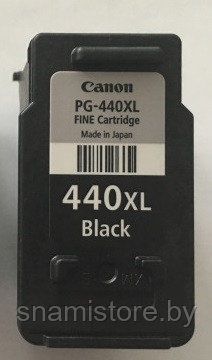 Canon
PG-440XL
FINE Cartridge
Made in Japan
440XL
Black
snamistore.by